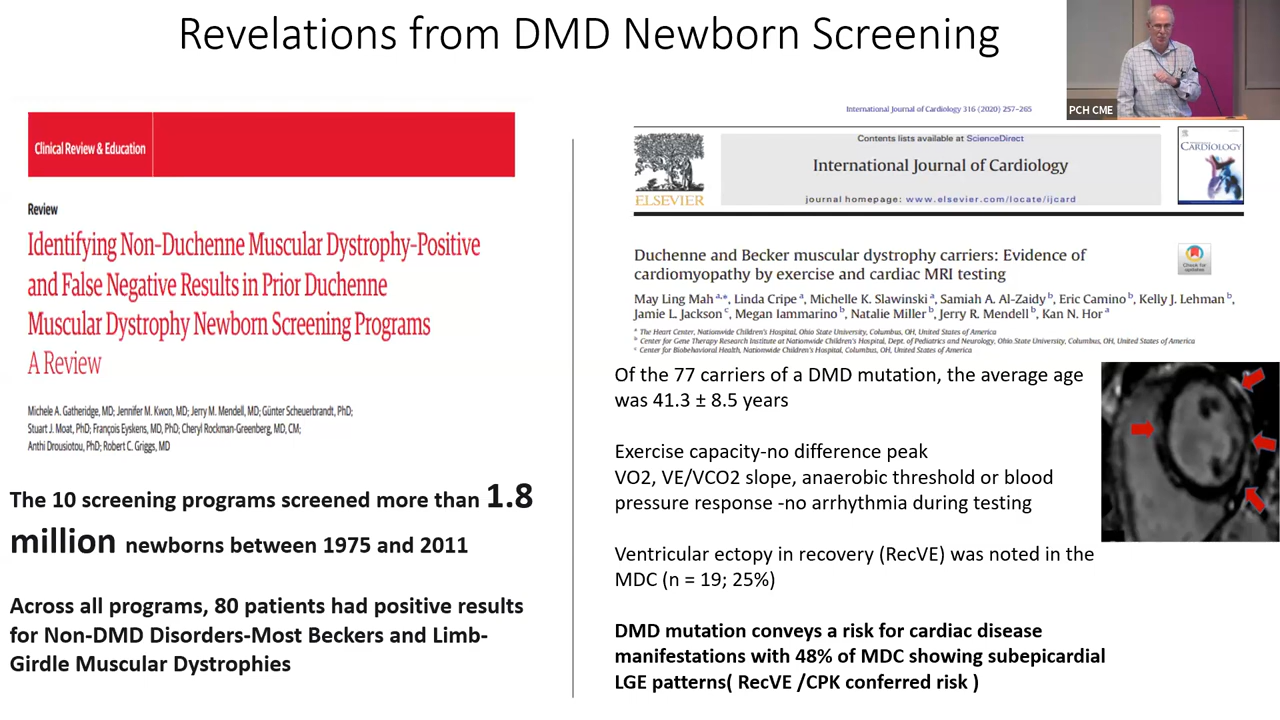 Revelations from DMD Newborn Screening
PCH CME
Clinical Review & Education
Review
Identifying Non-Duchenne Muscular Dystrophy-Positive
and False Negative Results in Prior Duchenne
Muscular Dystrophy Newborn Screening Programs
A Review
Michele A. Gatheridge, MD; Jennifer M. Kwon, MD; Jerry M. Mendell, MD; Günter Scheuerbrandt, PhD;
Stuart J. Moat, PhD; François Eyskens, MD, PhD; Cheryl Rockman-Greenberg, MD, CM;
Anthi Drousiotou, PhD; Robert C. Griggs, MD
The 10 screening programs screened more than 1.8
million newborns between 1975 and 2011
Across all programs, 80 patients had positive results
for Non-DMD Disorders-Most Beckers and Limb-
Girdle Muscular Dystrophies
International Journal of Cardiology 316 (2020) 257–265
Contents lists available at ScienceDirect
International Journal of Cardiology
journal homepage: www.elsevier.com/locate/ijcard
ELSEVIER
CARDIOLOGY
Duchenne and Becker muscular dystrophy carriers: Evidence of
cardiomyopathy by exercise and cardiac MRI testing
Check for
updates
May Ling Mah a,*, Linda Cripe a, Michelle K. Slawinski a, Samiah A. Al-Zaidy b, Eric Camino b, Kelly J. Lehman b,
Jamie L. Jackson c, Megan Iammarino b, Natalie Miller b, Jerry R. Mendell b, Kan N. Hor a
a The Heart Center, Nationwide Children's Hospital, Ohio State University, Columbus, OH, United States of America
b Center for Gene Therapy Research Institute at Nationwide Children's Hospital, Dept. of Pediatrics and Neurology, Ohio State University, Columbus, OH, United States of America
c Center for Biobehavioral Health, Nationwide Children's Hospital, Columbus, OH, United States of America
Of the 77 carriers of a DMD mutation, the average age
was 41.3 ± 8.5 years
Exercise capacity-no difference peak
VO2, VE/VCO2 slope, anaerobic threshold or blood
pressure response -no arrhythmia during testing
Ventricular ectopy in recovery (RecVE) was noted in the
MDC (n = 19; 25%)
DMD mutation conveys a risk for cardiac disease
manifestations with 48% of MDC showing subepicardial
LGE patterns( RecVE /CPK conferred risk )